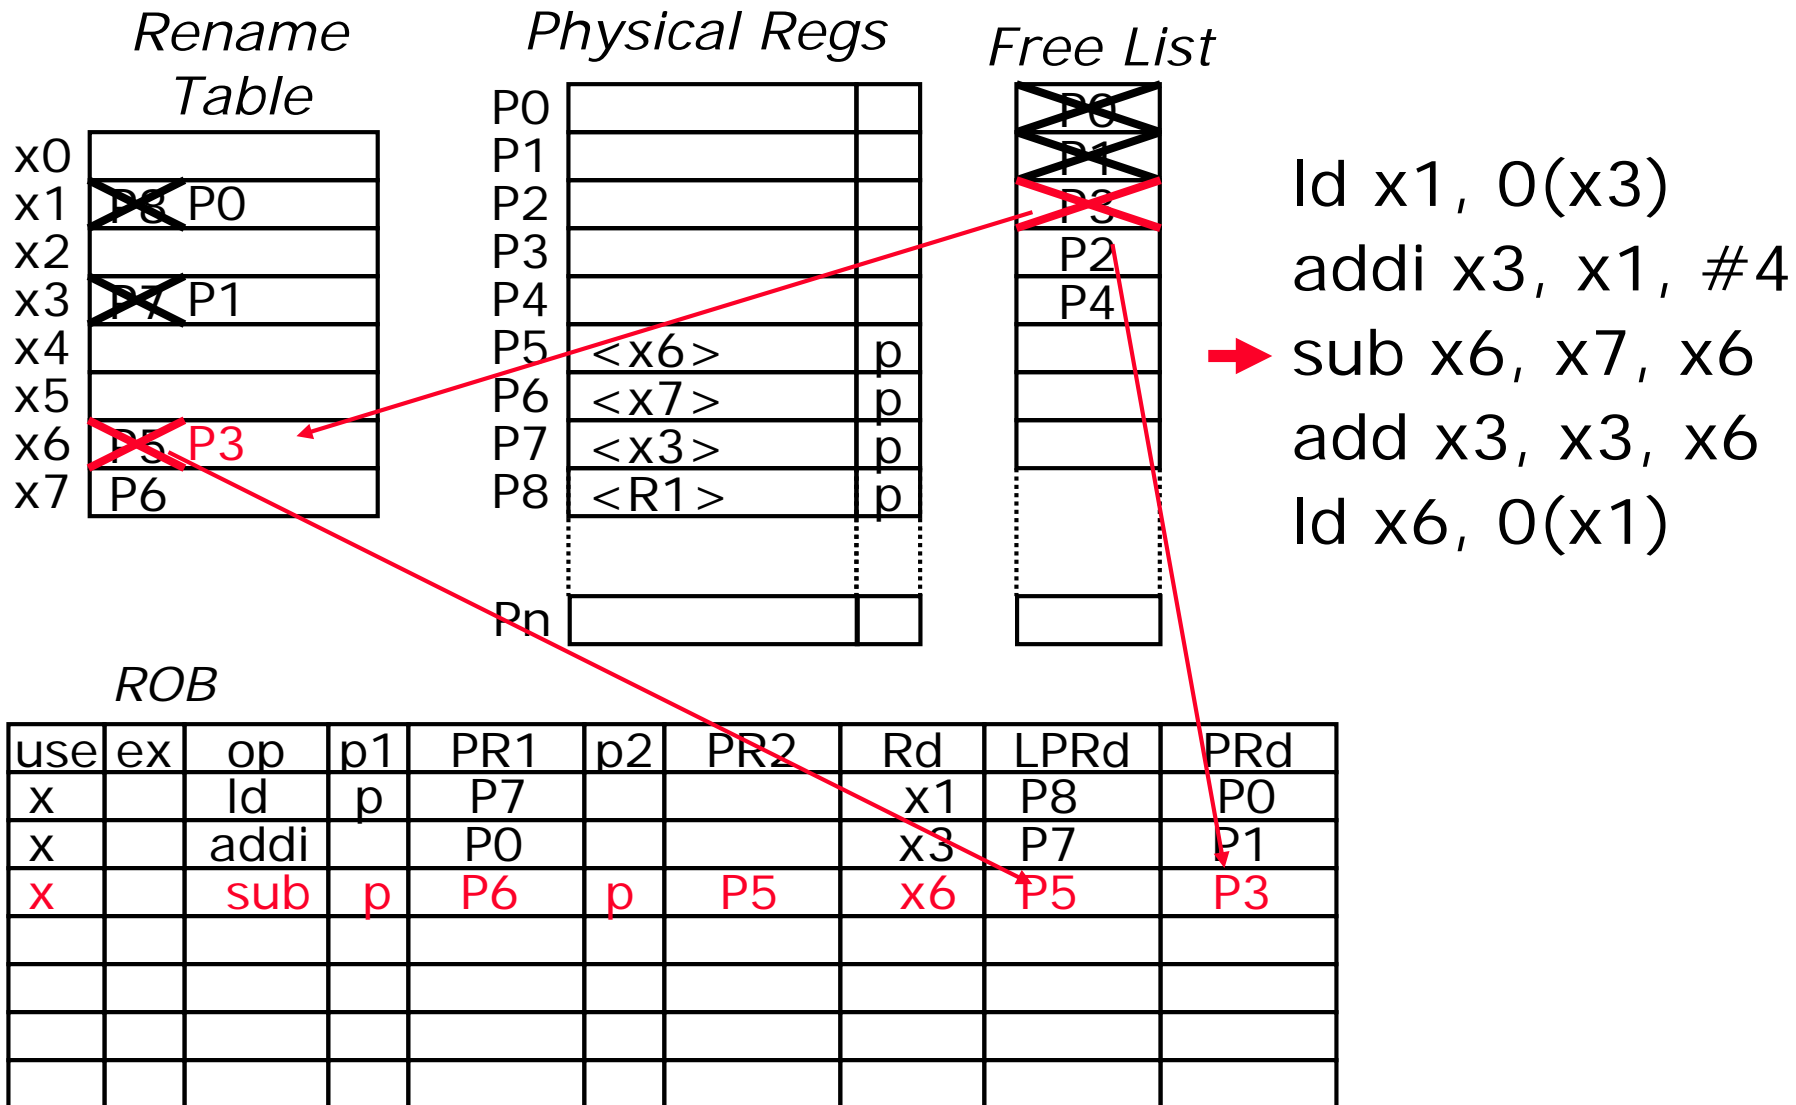 Rename
Table
x0
x1 P8 P0
x2
x3 P7 P1
x4
x5
x6 P5 P3
x7 P6
Physical Regs
P0
P1
P2
P3
P4
P5 <x6> p
P6 <x7> p
P7 <x3> p
P8 <R1> p
Pn
Free List
P0
P1
P3
P2
P4
ld x1, 0(x3)
addi x3, x1, #4
sub x6, x7, x6
add x3, x3, x6
ld x6, 0(x1)
ROB
use ex op p1 PR1 p2 PR2 Rd LPRd PRd
x ld p P7 x1 P8 P0
x addi P0 x3 P7 P1
x sub p P6 p P5 x6 P5 P3